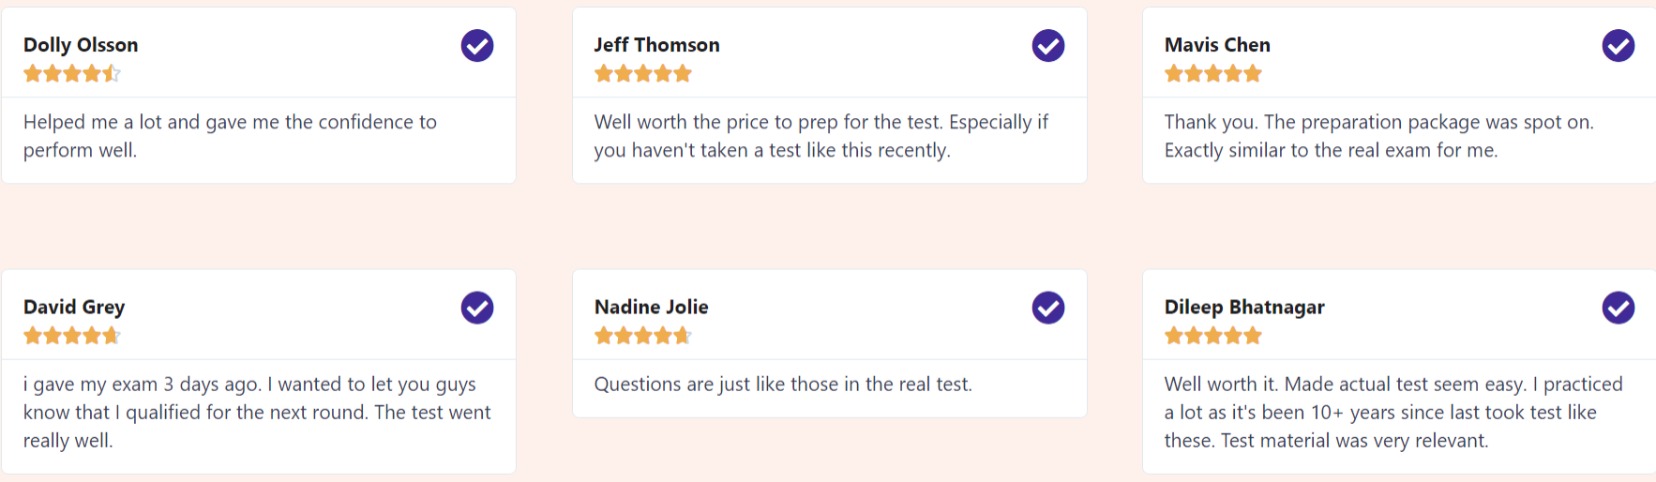 Dolly Olsson
Helped me a lot and gave me the confidence to
perform well.
Jeff Thomson
Well worth the price to prep for the test. Especially if
you haven't taken a test like this recently.
Mavis Chen
Thank you. The preparation package was spot on.
Exactly similar to the real exam for me.
David Grey
i gave my exam 3 days ago. I wanted to let you guys
know that I qualified for the next round. The test went
really well.
Nadine Jolie
Questions are just like those in the real test.
Dileep Bhatnagar
Well worth it. Made actual test seem easy. I practiced
a lot as it's been 10+ years since last took test like
these. Test material was very relevant.